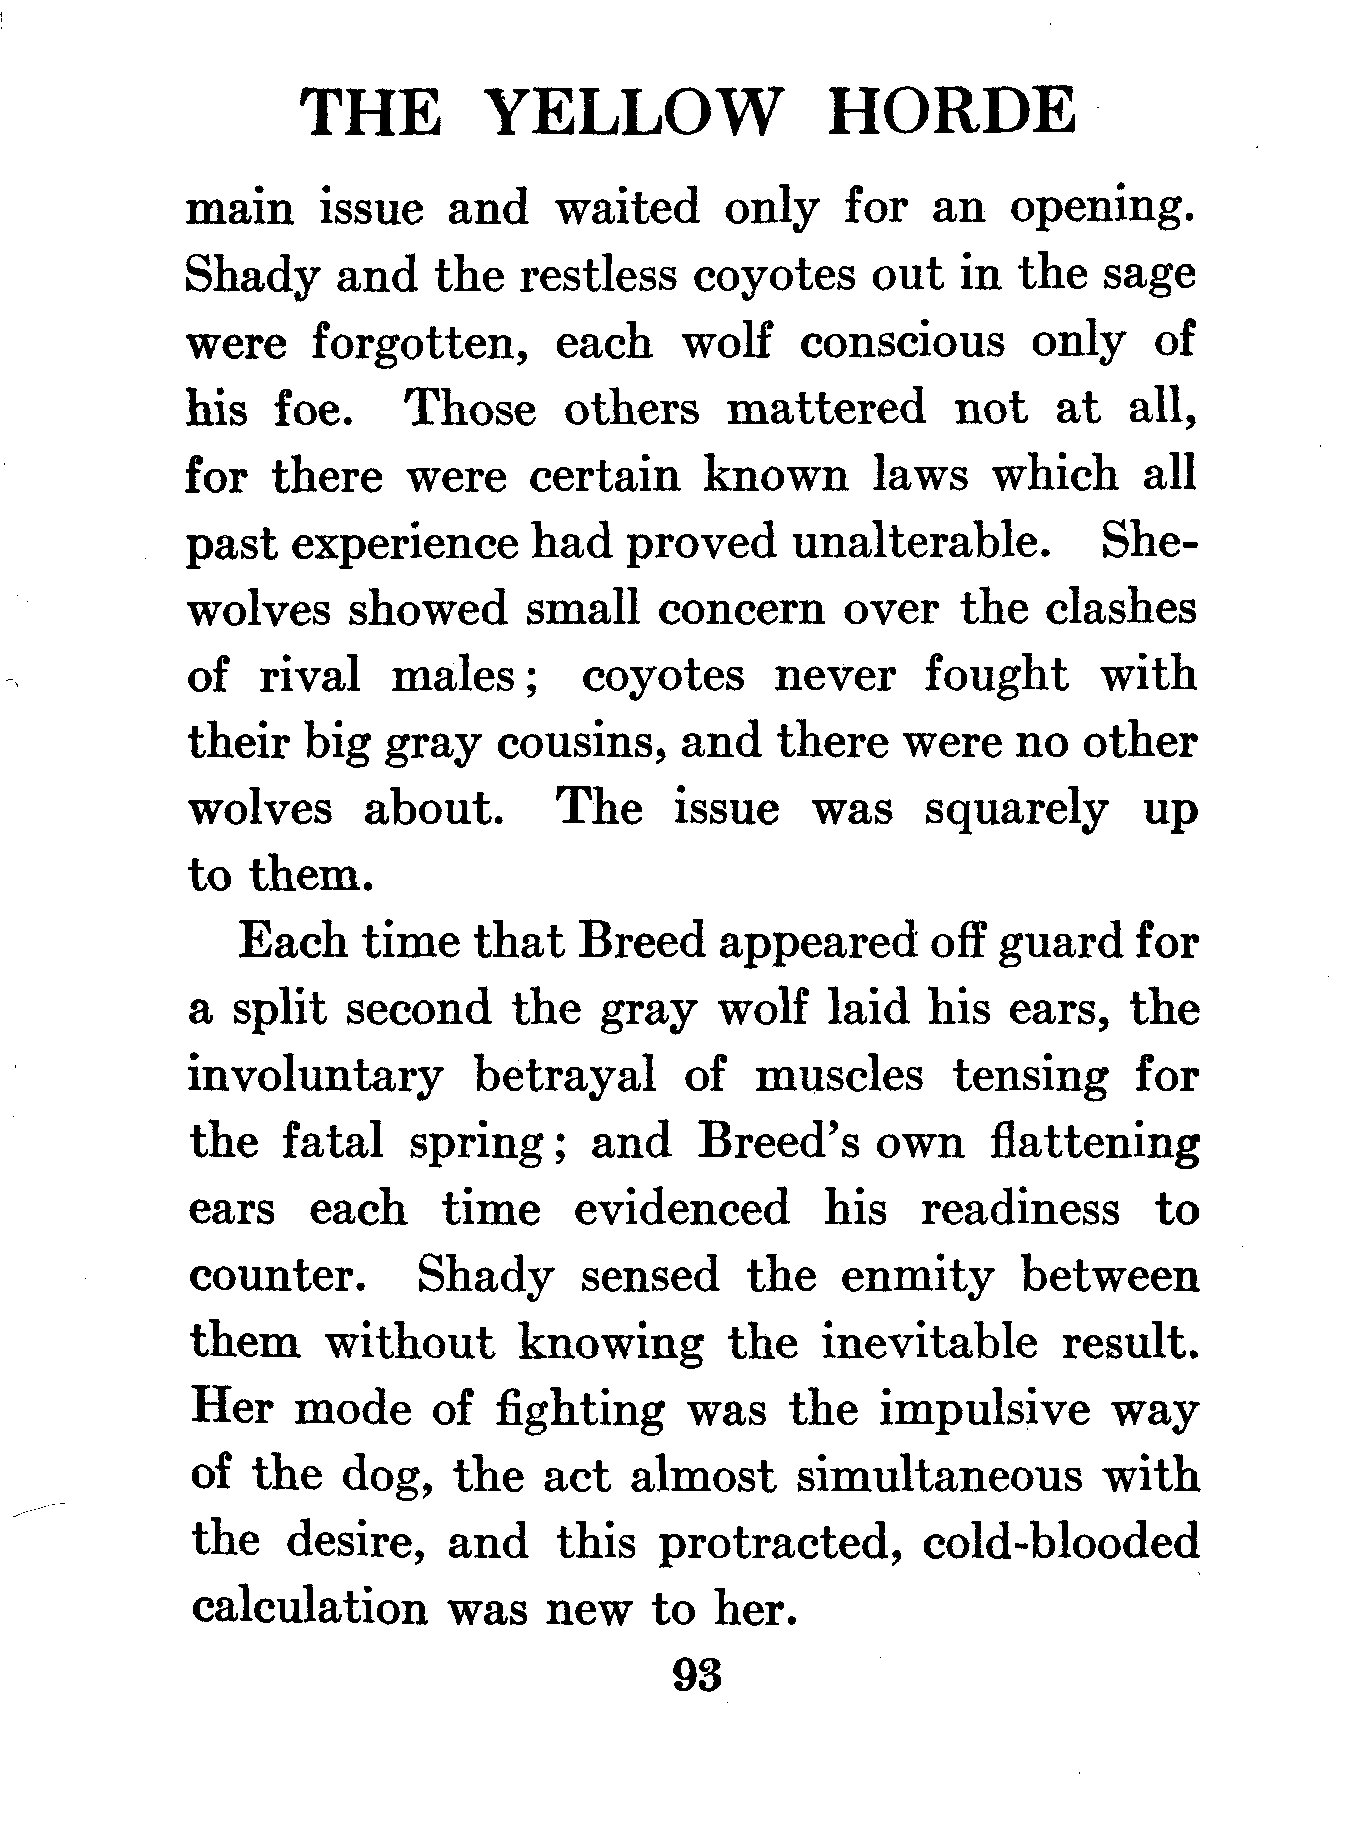 THE YELLOW HORDE
main issue and waited only for an opening.
Shady and the restless coyotes out in the sage
were forgotten, each wolf conscious only of
his foe. Those others mattered not at all,
for there were certain known laws which all
past experience had proved unalterable. She-
wolves showed small concern over the clashes
of rival males; coyotes never fought with
their big gray cousins, and there were no other
wolves about. The issue was squarely up
to them.
Each time that Breed appeared off guard for
a split second the gray wolf laid his ears, the
involuntary betrayal of muscles tensing for
the fatal spring; and Breed's own flattening
ears each time evidenced his readiness to
counter. Shady sensed the enmity between
them without knowing the inevitable result.
Her mode of fighting was the impulsive way
of the dog, the act almost simultaneous with
the desire, and this protracted, cold-blooded
calculation was new to her.
93